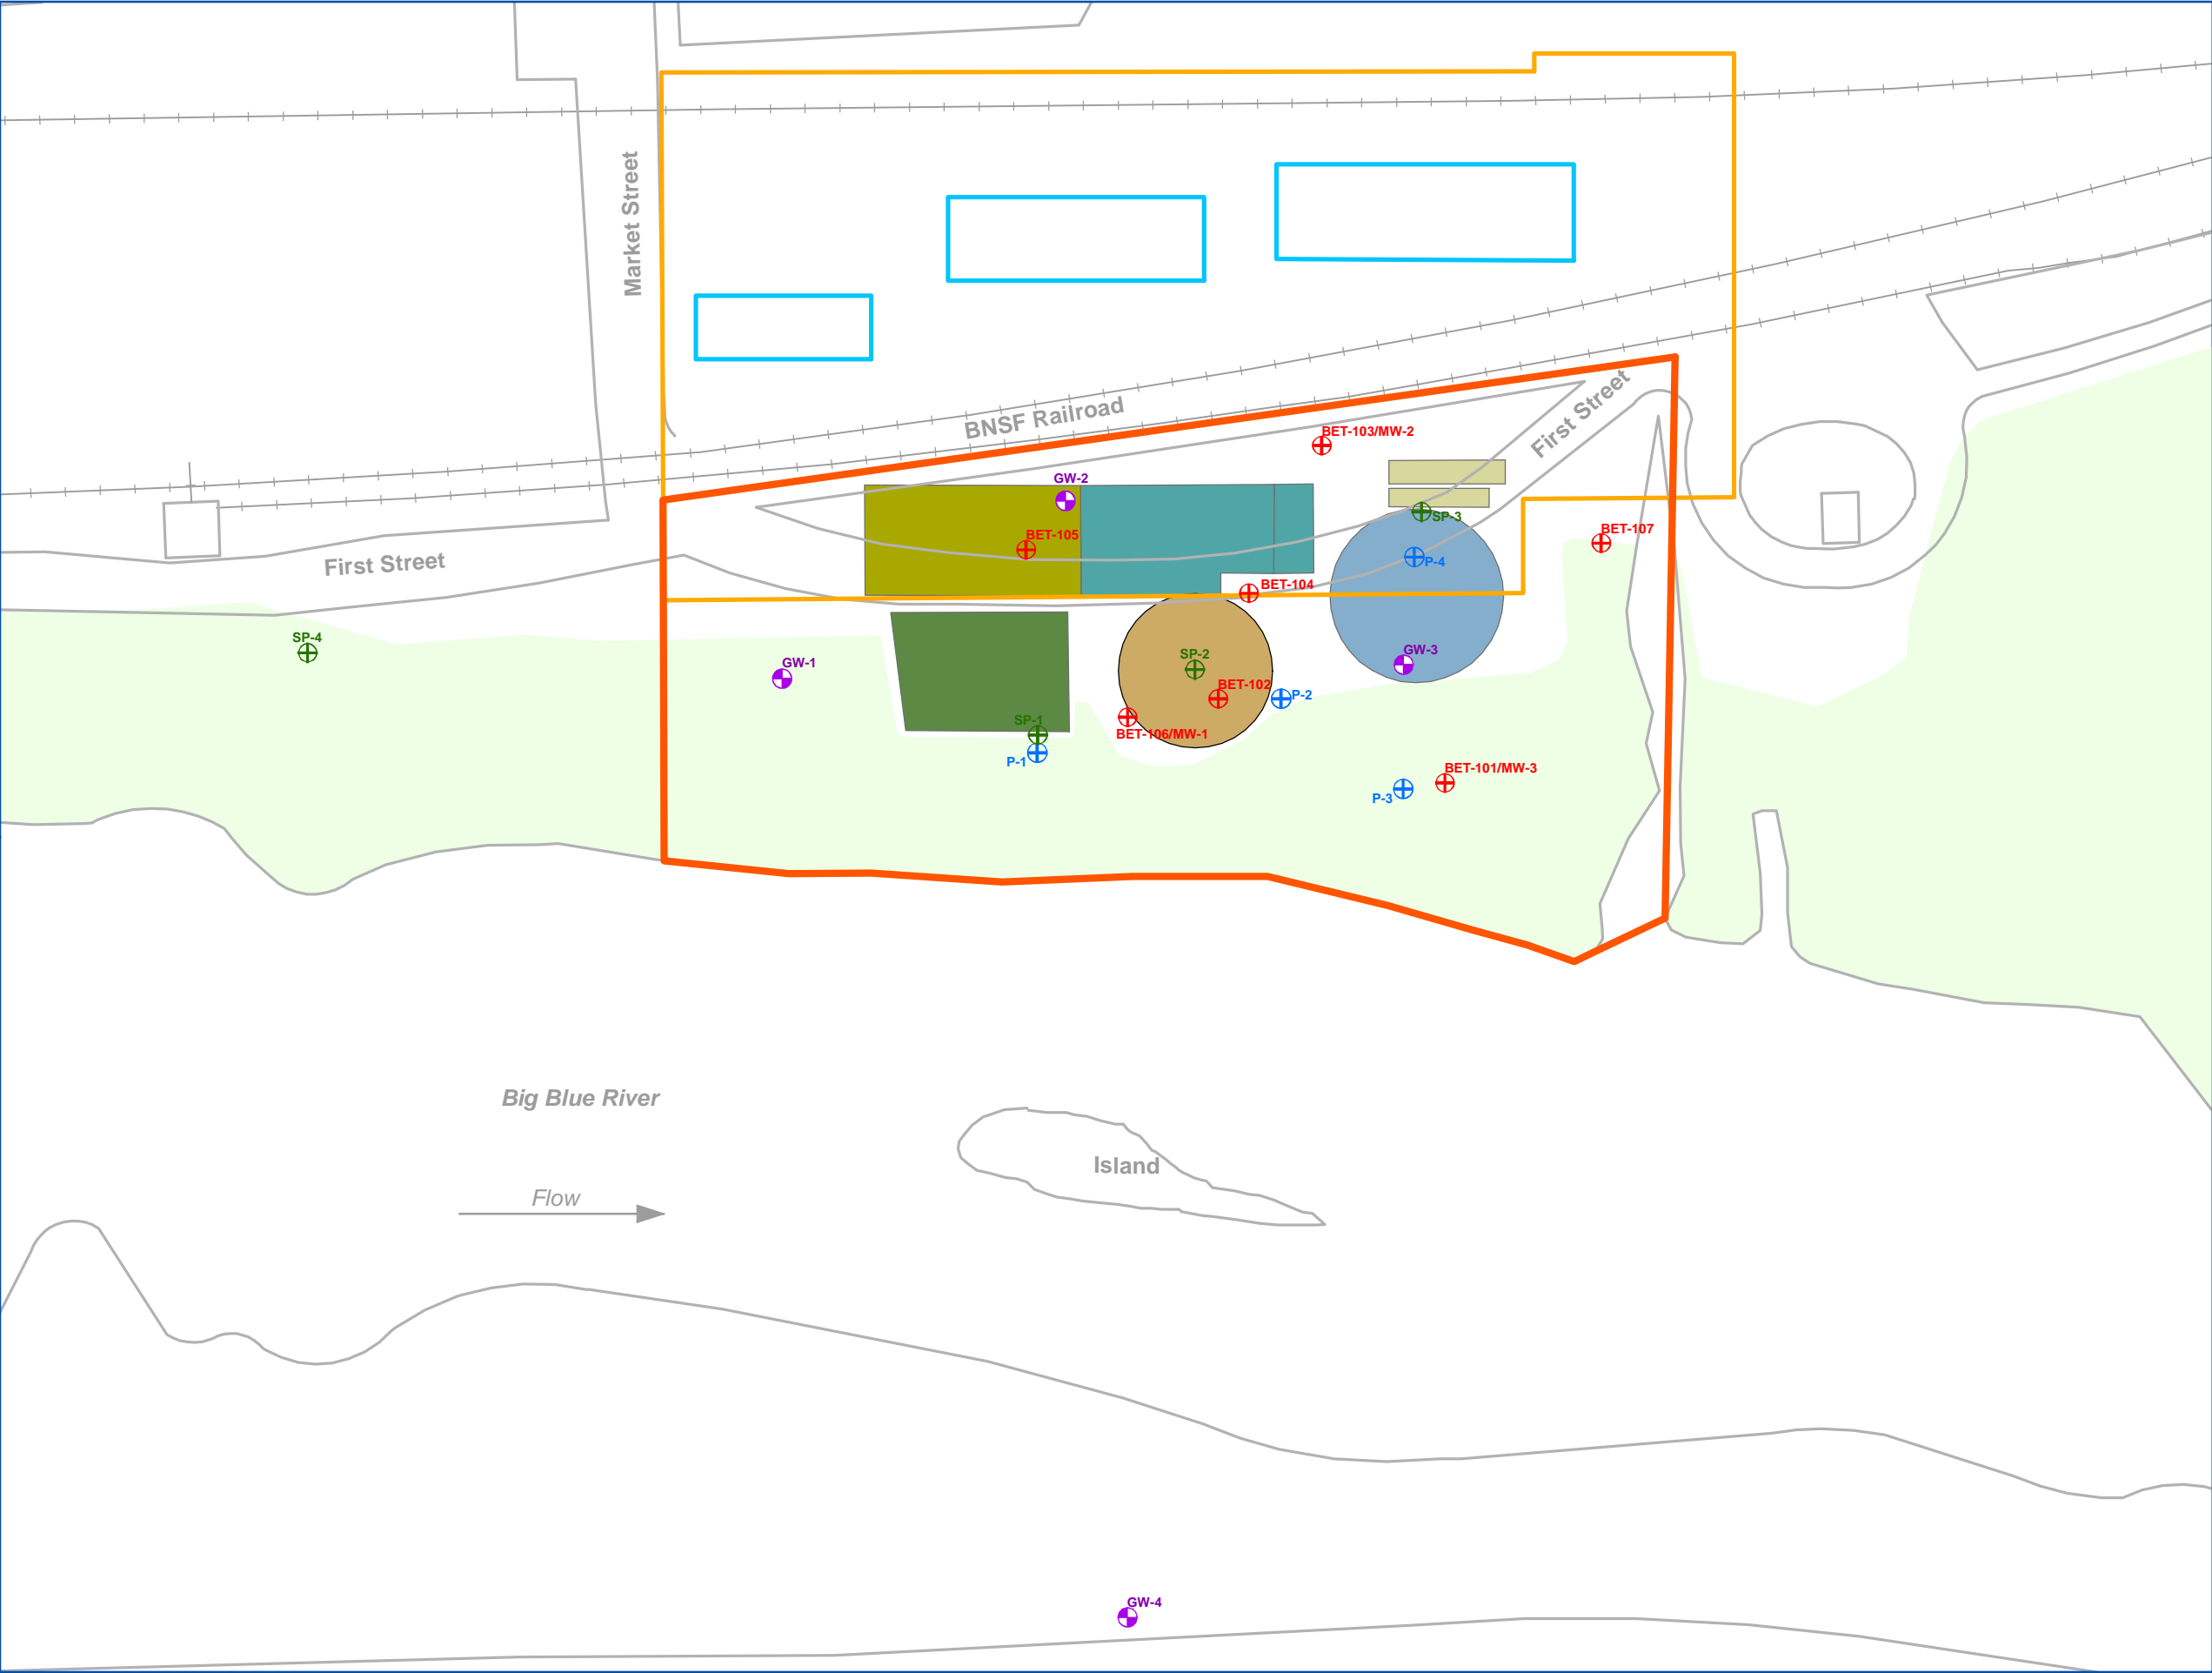 Market Street
BNSF Railroad
First Street
BET-103/MW-2
GW-2
SP-3
BET-105
BET-107
P-4
First Street
BET-104
SP-4
GW-1
SP-2
GW-3
BET-102
P-2
SP-1
BET-106/MW-1
P-1
BET-101/MW-3
P-3
Big Blue River
Island
Flow
GW-4